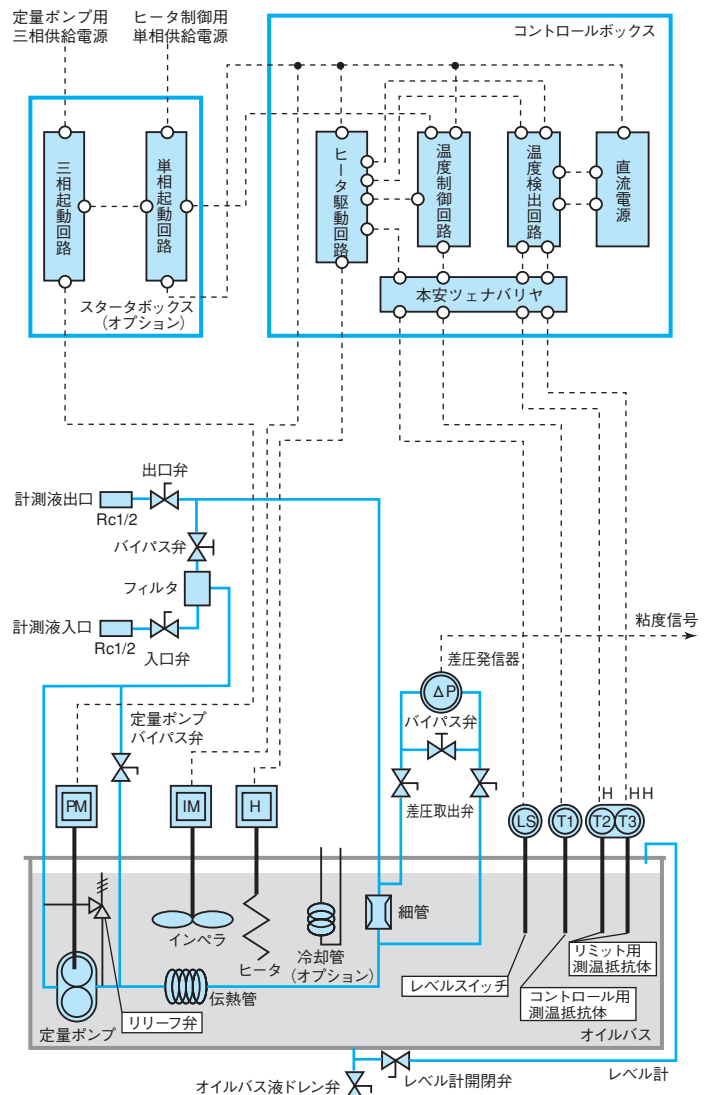 定量ポンプ用
三相供給電源
ヒータ制御用
単相供給電源
コントロールボックス
三相起動回路
単相起動回路
ヒータ駆動回路
温度制御回路
温度検出回路
直流電源
スタータボックス
(オプション)
本安ツェナバリヤ
出口弁
計測液出口
Rc1/2
バイパス弁
フィルタ
計測液入口
Rc1/2
入口弁
粘度信号
差圧発信器
ΔP
バイパス弁
定量ポンプ
バイパス弁
差圧取出弁
PM
IM
H
LS
T1
H
HH
T2
T3
インペラ
ヒータ
冷却管
(オプション)
細管
リミット用
測温抵抗体
レベルスイッチ
コントロール用
測温抵抗体
伝熱管
リリーフ弁
定量ポンプ
オイルバス
オイルバス液ドレン弁
レベル計開閉弁
レベル計